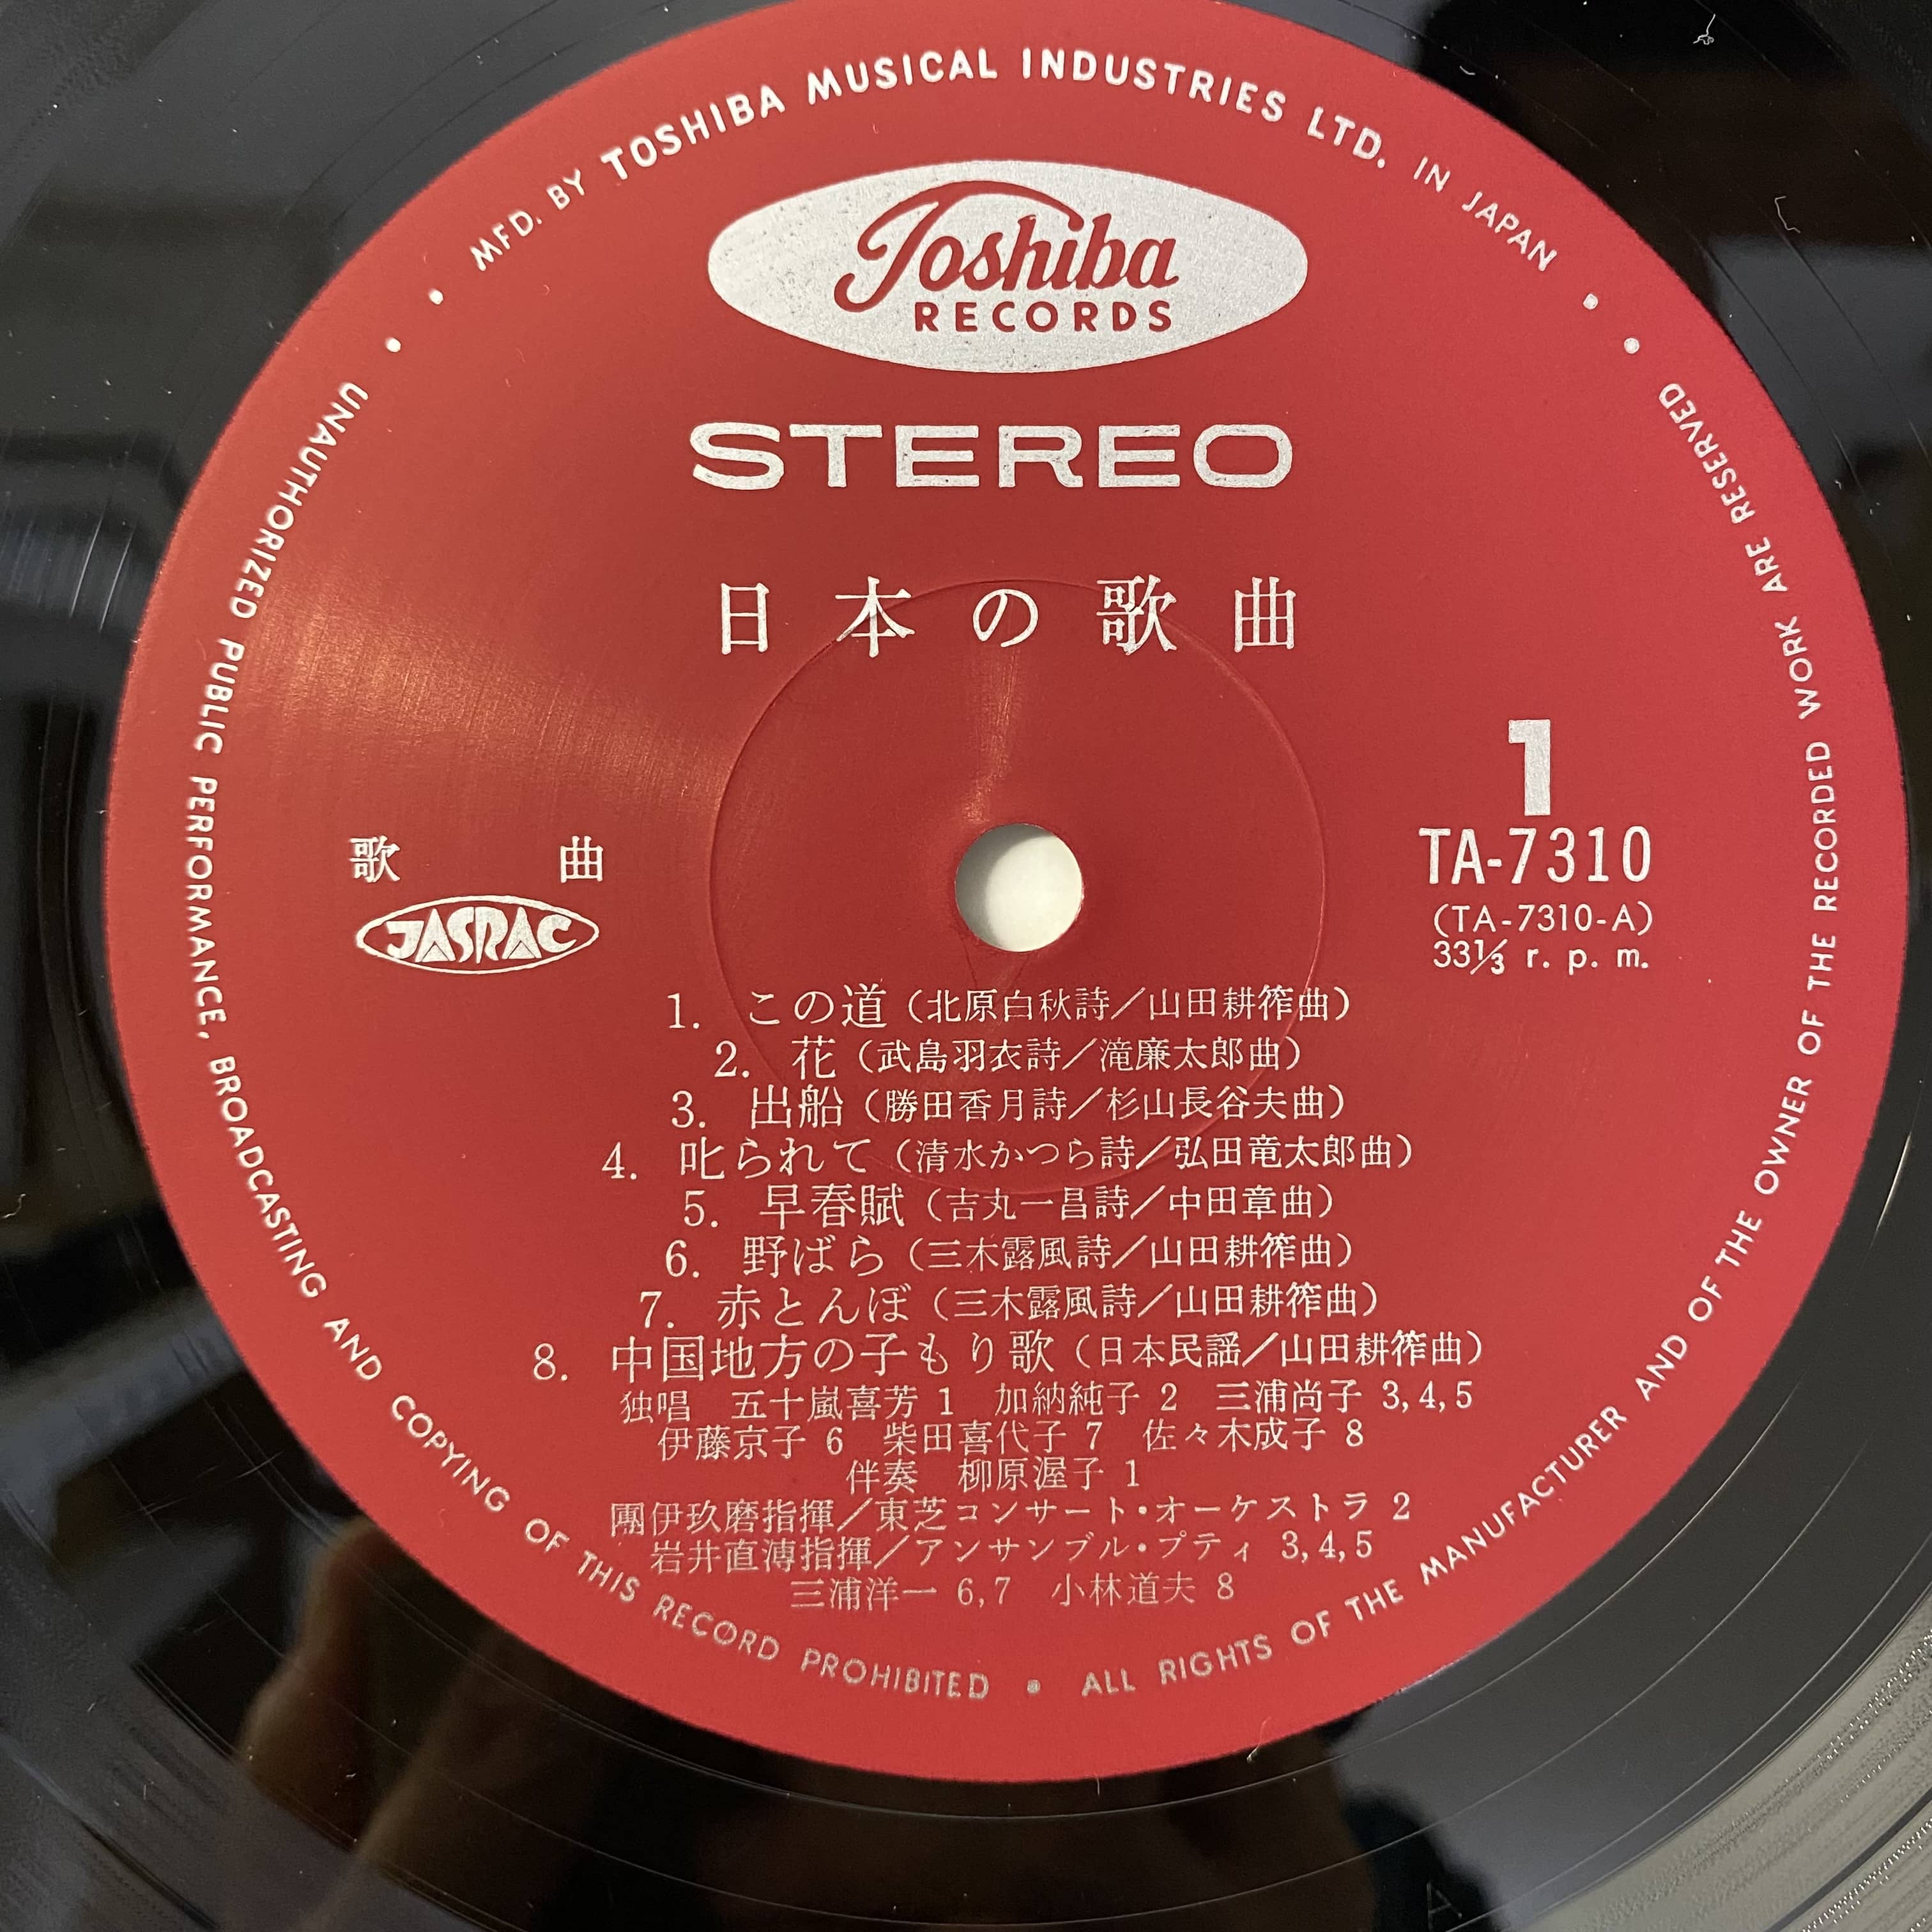 MFD. BY TOSHIBA MUSICAL INDUSTRIES LTD. IN JAPAN
Toshiba
RECORDS
STEREO
日本の歌曲
1
歌 曲
JASRAC
TA-7310
(TA-7310-A)
33⅓ r. p. m.
1. この道（北原白秋詩／山田耕筰曲）
2. 花（武島羽衣詩／滝廉太郎曲）
3. 出船（勝田香月詩／杉山長谷夫曲）
4. 叱られて（清水かつら詩／弘田竜太郎曲）
5. 早春賦（吉丸一昌詩／中田章曲）
6. 野ばら（三木露風詩／山田耕筰曲）
7. 赤とんぼ（三木露風詩／山田耕筰曲）
8. 中国地方の子もり歌（日本民謡／山田耕筰曲）
独唱 五十嵐喜芳 1 加納純子 2 三浦尚子 3,4,5
伊藤京子 6 柴田喜代子 7 佐々木成子 8
伴奏 柳原渥子 1
團伊玖磨指揮／東芝コンサート・オーケストラ 2
岩井直溥指揮／アンサンブル・プティ 3,4,5
三浦洋一 6,7 小林道夫 8
UNAUTHORIZED PUBLIC PERFORMANCE, BROADCASTING AND COPYING OF THIS RECORD PROHIBITED • ALL RIGHTS OF THE MANUFACTURER AND OF THE OWNER OF THE RECORDED WORK ARE RESERVED
A